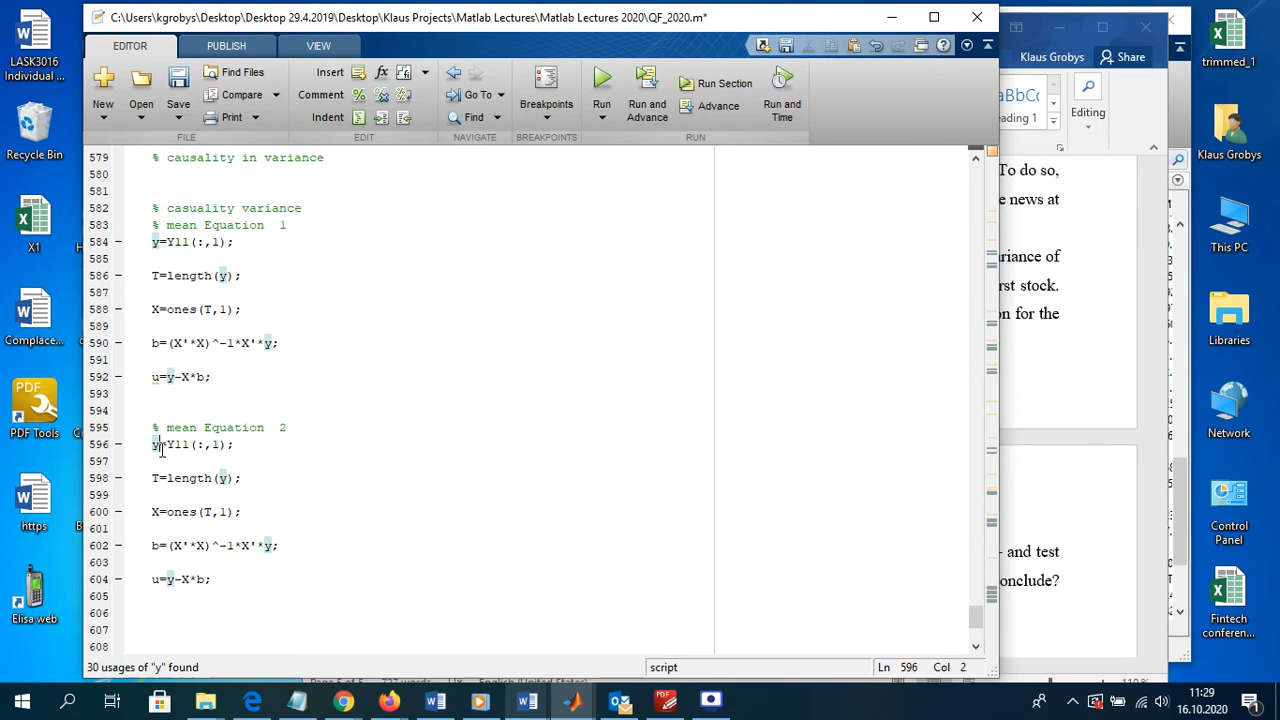 C:\Users\kgrobys\Desktop\Desktop 29.4.2019\Desktop\Klaus Projects\Matlab Lectures\Matlab Lectures 2020\QF_2020.m*
EDITOR
PUBLISH
VIEW
New
Open
Save
Find Files
Compare
Print
FILE
Insert
Comment
Indent
EDIT
Go To
Find
NAVIGATE
Breakpoints
BREAKPOINTS
Run
Run and
Advance
Run Section
Advance
Run and
Time
RUN
579 % causality in variance
580
581
582 % casuality variance
583 % mean Equation  1
584 – y=Y11(:,1);
585
586 – T=length(y);
587
588 – X=ones(T,1);
589
590 – b=(X'*X)^-1*X'*y;
591
592 – u=y-X*b;
593
594
595 % mean Equation  2
596 – y=Y11(:,1);
597
598 – T=length(y);
599
600 – X=ones(T,1);
601
602 – b=(X'*X)^-1*X'*y;
603
604 – u=y-X*b;
605
606
607
608
30 usages of "y" found
script
Ln 596 Col 2
Klaus Grobys
Share
eading 1
Editing
To do so,
e news at
riance of
rst stock.
on for the
- and test
onclude?
LASK3016
Individual ...
Recycle Bin
X1
Complace...
PDF
PDF Tools
https
Elisa web
trimmed_1
Klaus Grobys
This PC
Libraries
Network
Control
Panel
Fintech
conferen...
11:29
16.10.2020